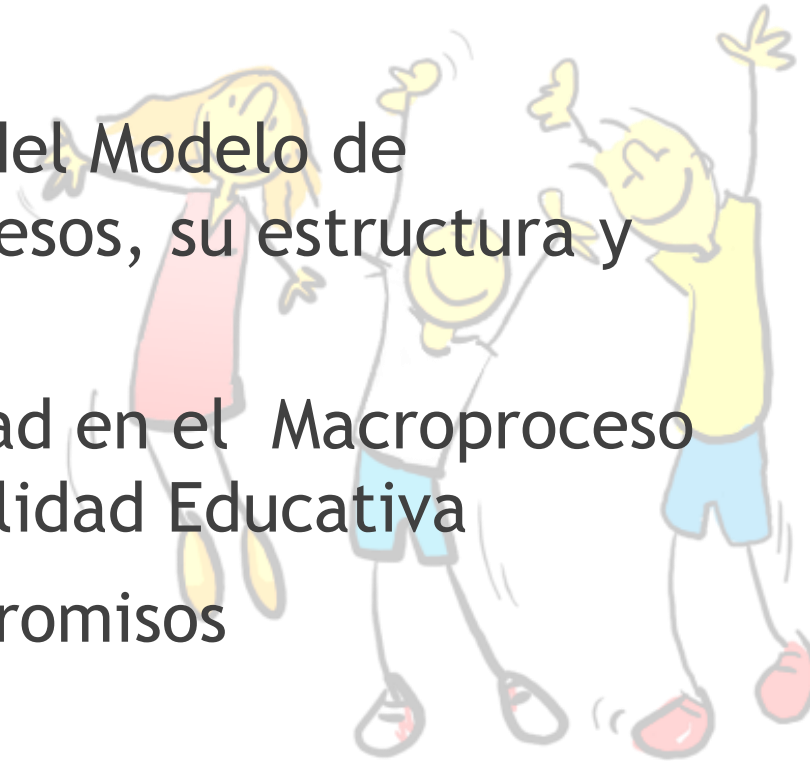 del Modelo de
esos, su estructura y
ad en el Macroproceso
lidad Educativa
romisos